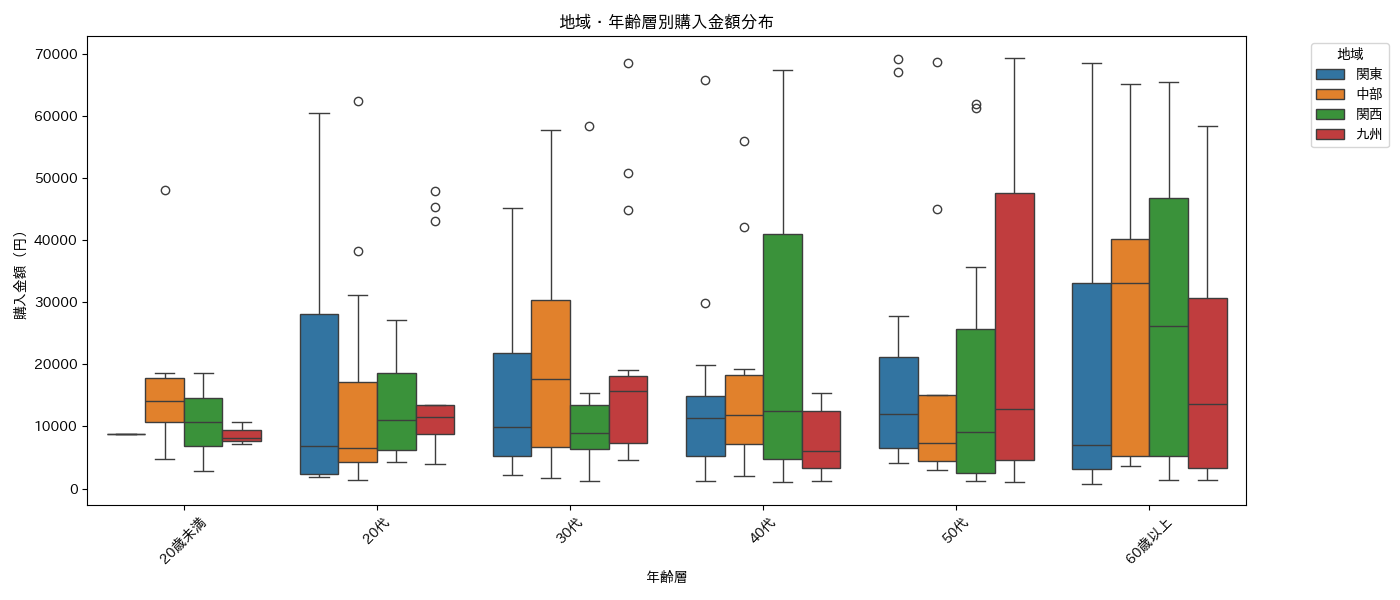 地域・年齢層別購入金額分布
購入金額（円）
70000
60000
50000
40000
30000
20000
10000
0
20歳未満
20代
30代
40代
50代
60歳以上
年齢層
地域
関東
中部
関西
九州